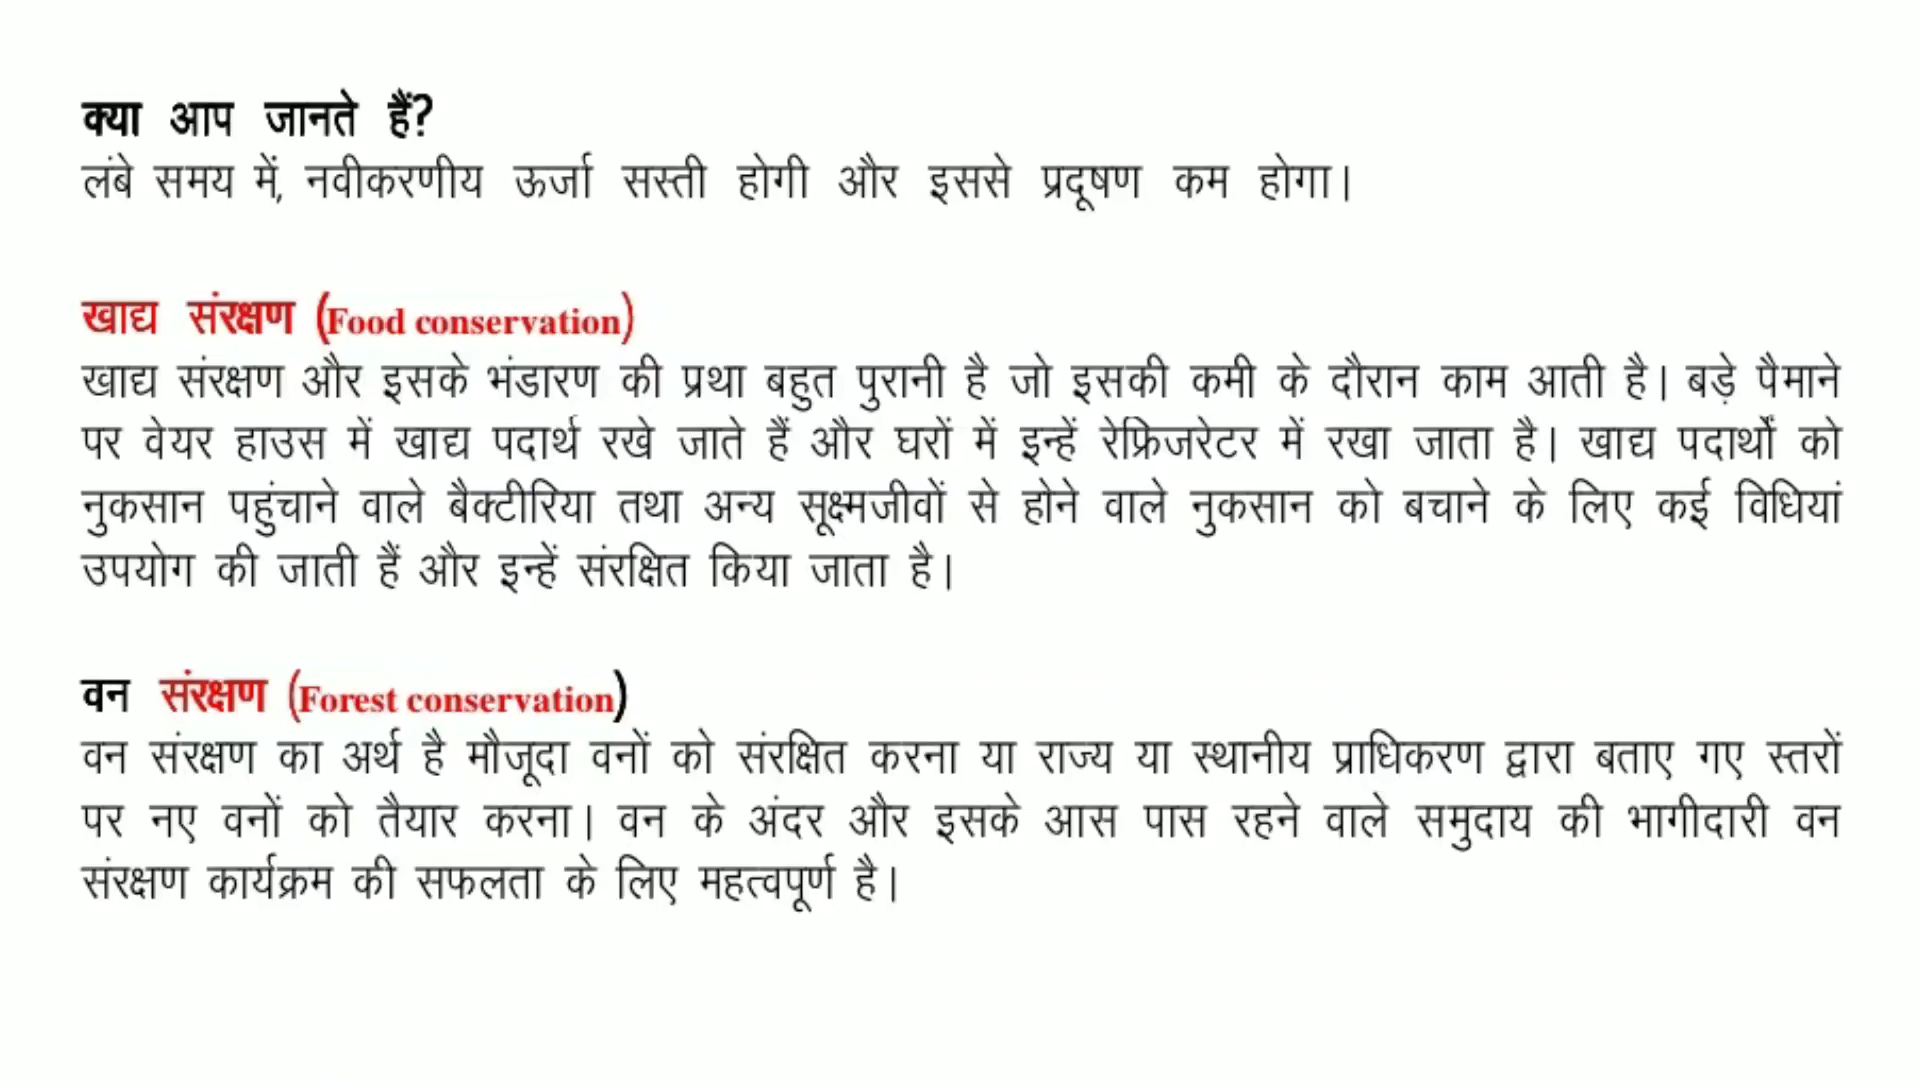 क्या आप जानते हैं?
लंबे समय में, नवीकरणीय ऊर्जा सस्ती होगी और इससे प्रदूषण कम होगा।
खाद्य संरक्षण (Food conservation)
खाद्य संरक्षण और इसके भंडारण की प्रथा बहुत पुरानी है जो इसकी कमी के दौरान काम आती है। बड़े पैमाने
पर वेयर हाउस में खाद्य पदार्थ रखे जाते हैं और घरों में इन्हें रेफ्रिजरेटर में रखा जाता है। खाद्य पदार्थों को
नुकसान पहुंचाने वाले बैक्टीरिया तथा अन्य सूक्ष्मजीवों से होने वाले नुकसान को बचाने के लिए कई विधियां
उपयोग की जाती हैं और इन्हें संरक्षित किया जाता है।
वन संरक्षण (Forest conservation)
वन संरक्षण का अर्थ है मौजूदा वनों को संरक्षित करना या राज्य या स्थानीय प्राधिकरण द्वारा बताए गए स्तरों
पर नए वनों को तैयार करना। वन के अंदर और इसके आस पास रहने वाले समुदाय की भागीदारी वन
संरक्षण कार्यक्रम की सफलता के लिए महत्वपूर्ण है।